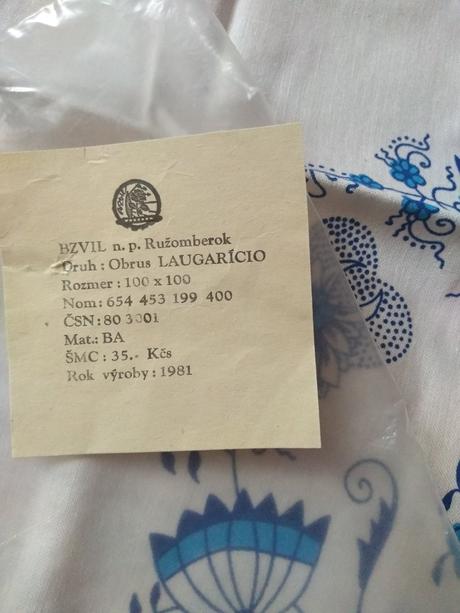 BZVIL n. p. Ružomberok
Druh : Obrus LAUGARÍCIO
Rozmer : 100 x 100
Nom: 654 453 199 400
ČSN: 80 3001
Mat.: BA
ŠMC : 35.- Kčs
Rok výroby : 1981